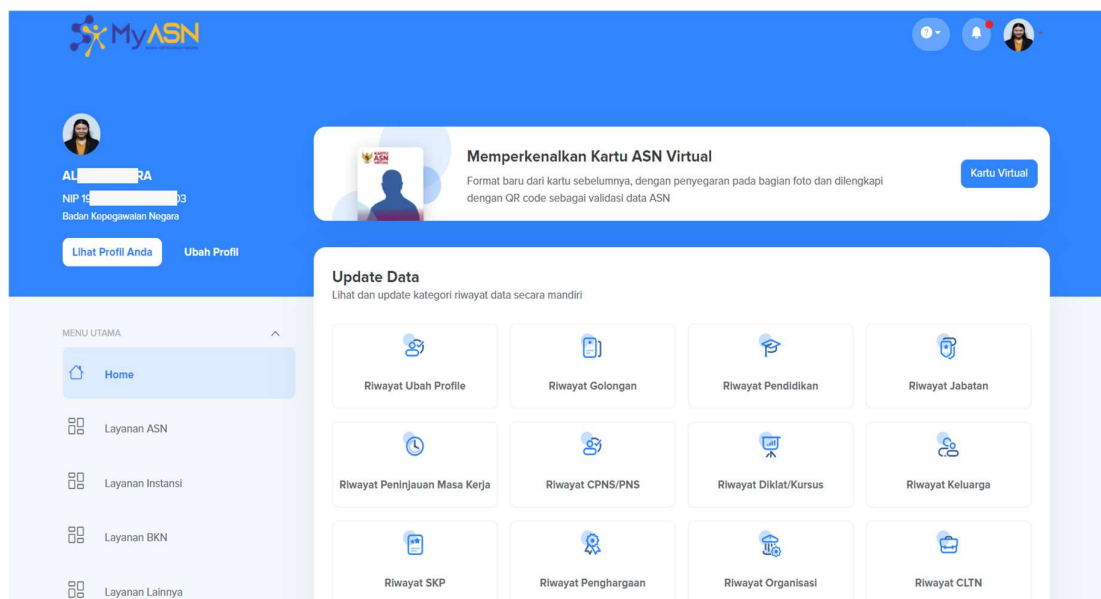 MyASN
AL RA
NIP 19 03
Badan Kepegawaian Negara
Lihat Profil Anda
Ubah Profil
KARTU
ASN
VIRTUAL
Memperkenalkan Kartu ASN Virtual
Format baru dari kartu sebelumnya, dengan penyegaran pada bagian foto dan dilengkapi
dengan QR code sebagai validasi data ASN
Kartu Virtual
MENU UTAMA
Home
Layanan ASN
Layanan Instansi
Layanan BKN
Layanan Lainnya
Update Data
Lihat dan update kategori riwayat data secara mandiri
Riwayat Ubah Profile
Riwayat Golongan
Riwayat Pendidikan
Riwayat Jabatan
Riwayat Peninjauan Masa Kerja
Riwayat CPNS/PNS
Riwayat Diklat/Kursus
Riwayat Keluarga
Riwayat SKP
Riwayat Penghargaan
Riwayat Organisasi
Riwayat CLTN